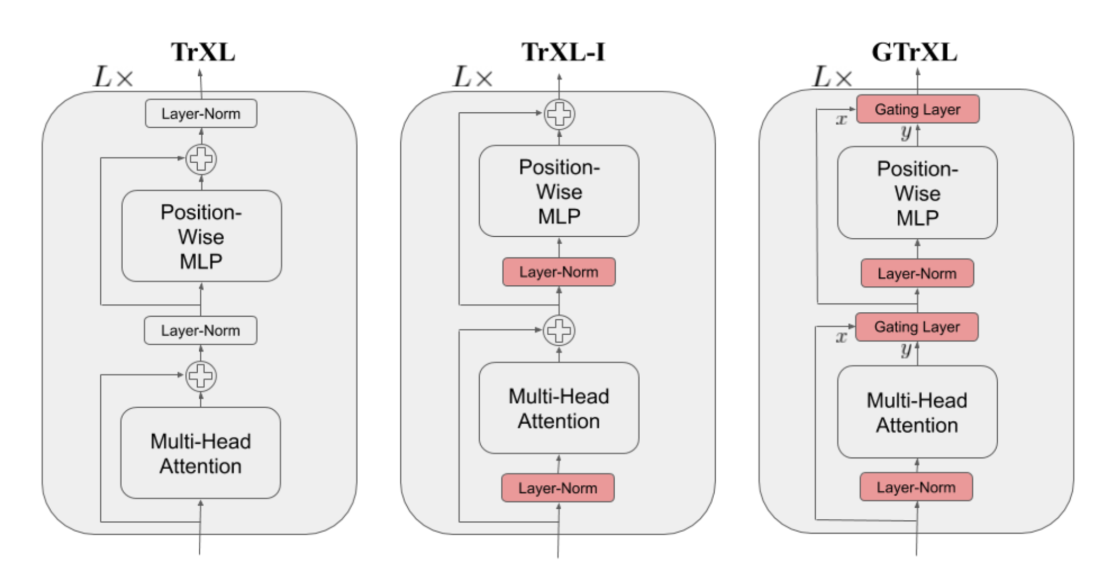 TrXL
L×
Layer-Norm
Position-
Wise
MLP
Layer-Norm
Multi-Head
Attention
TrXL-I
L×
Position-
Wise
MLP
Layer-Norm
Multi-Head
Attention
Layer-Norm
GTrXL
L×
Gating Layer
x
y
Position-
Wise
MLP
Layer-Norm
Gating Layer
x
y
Multi-Head
Attention
Layer-Norm